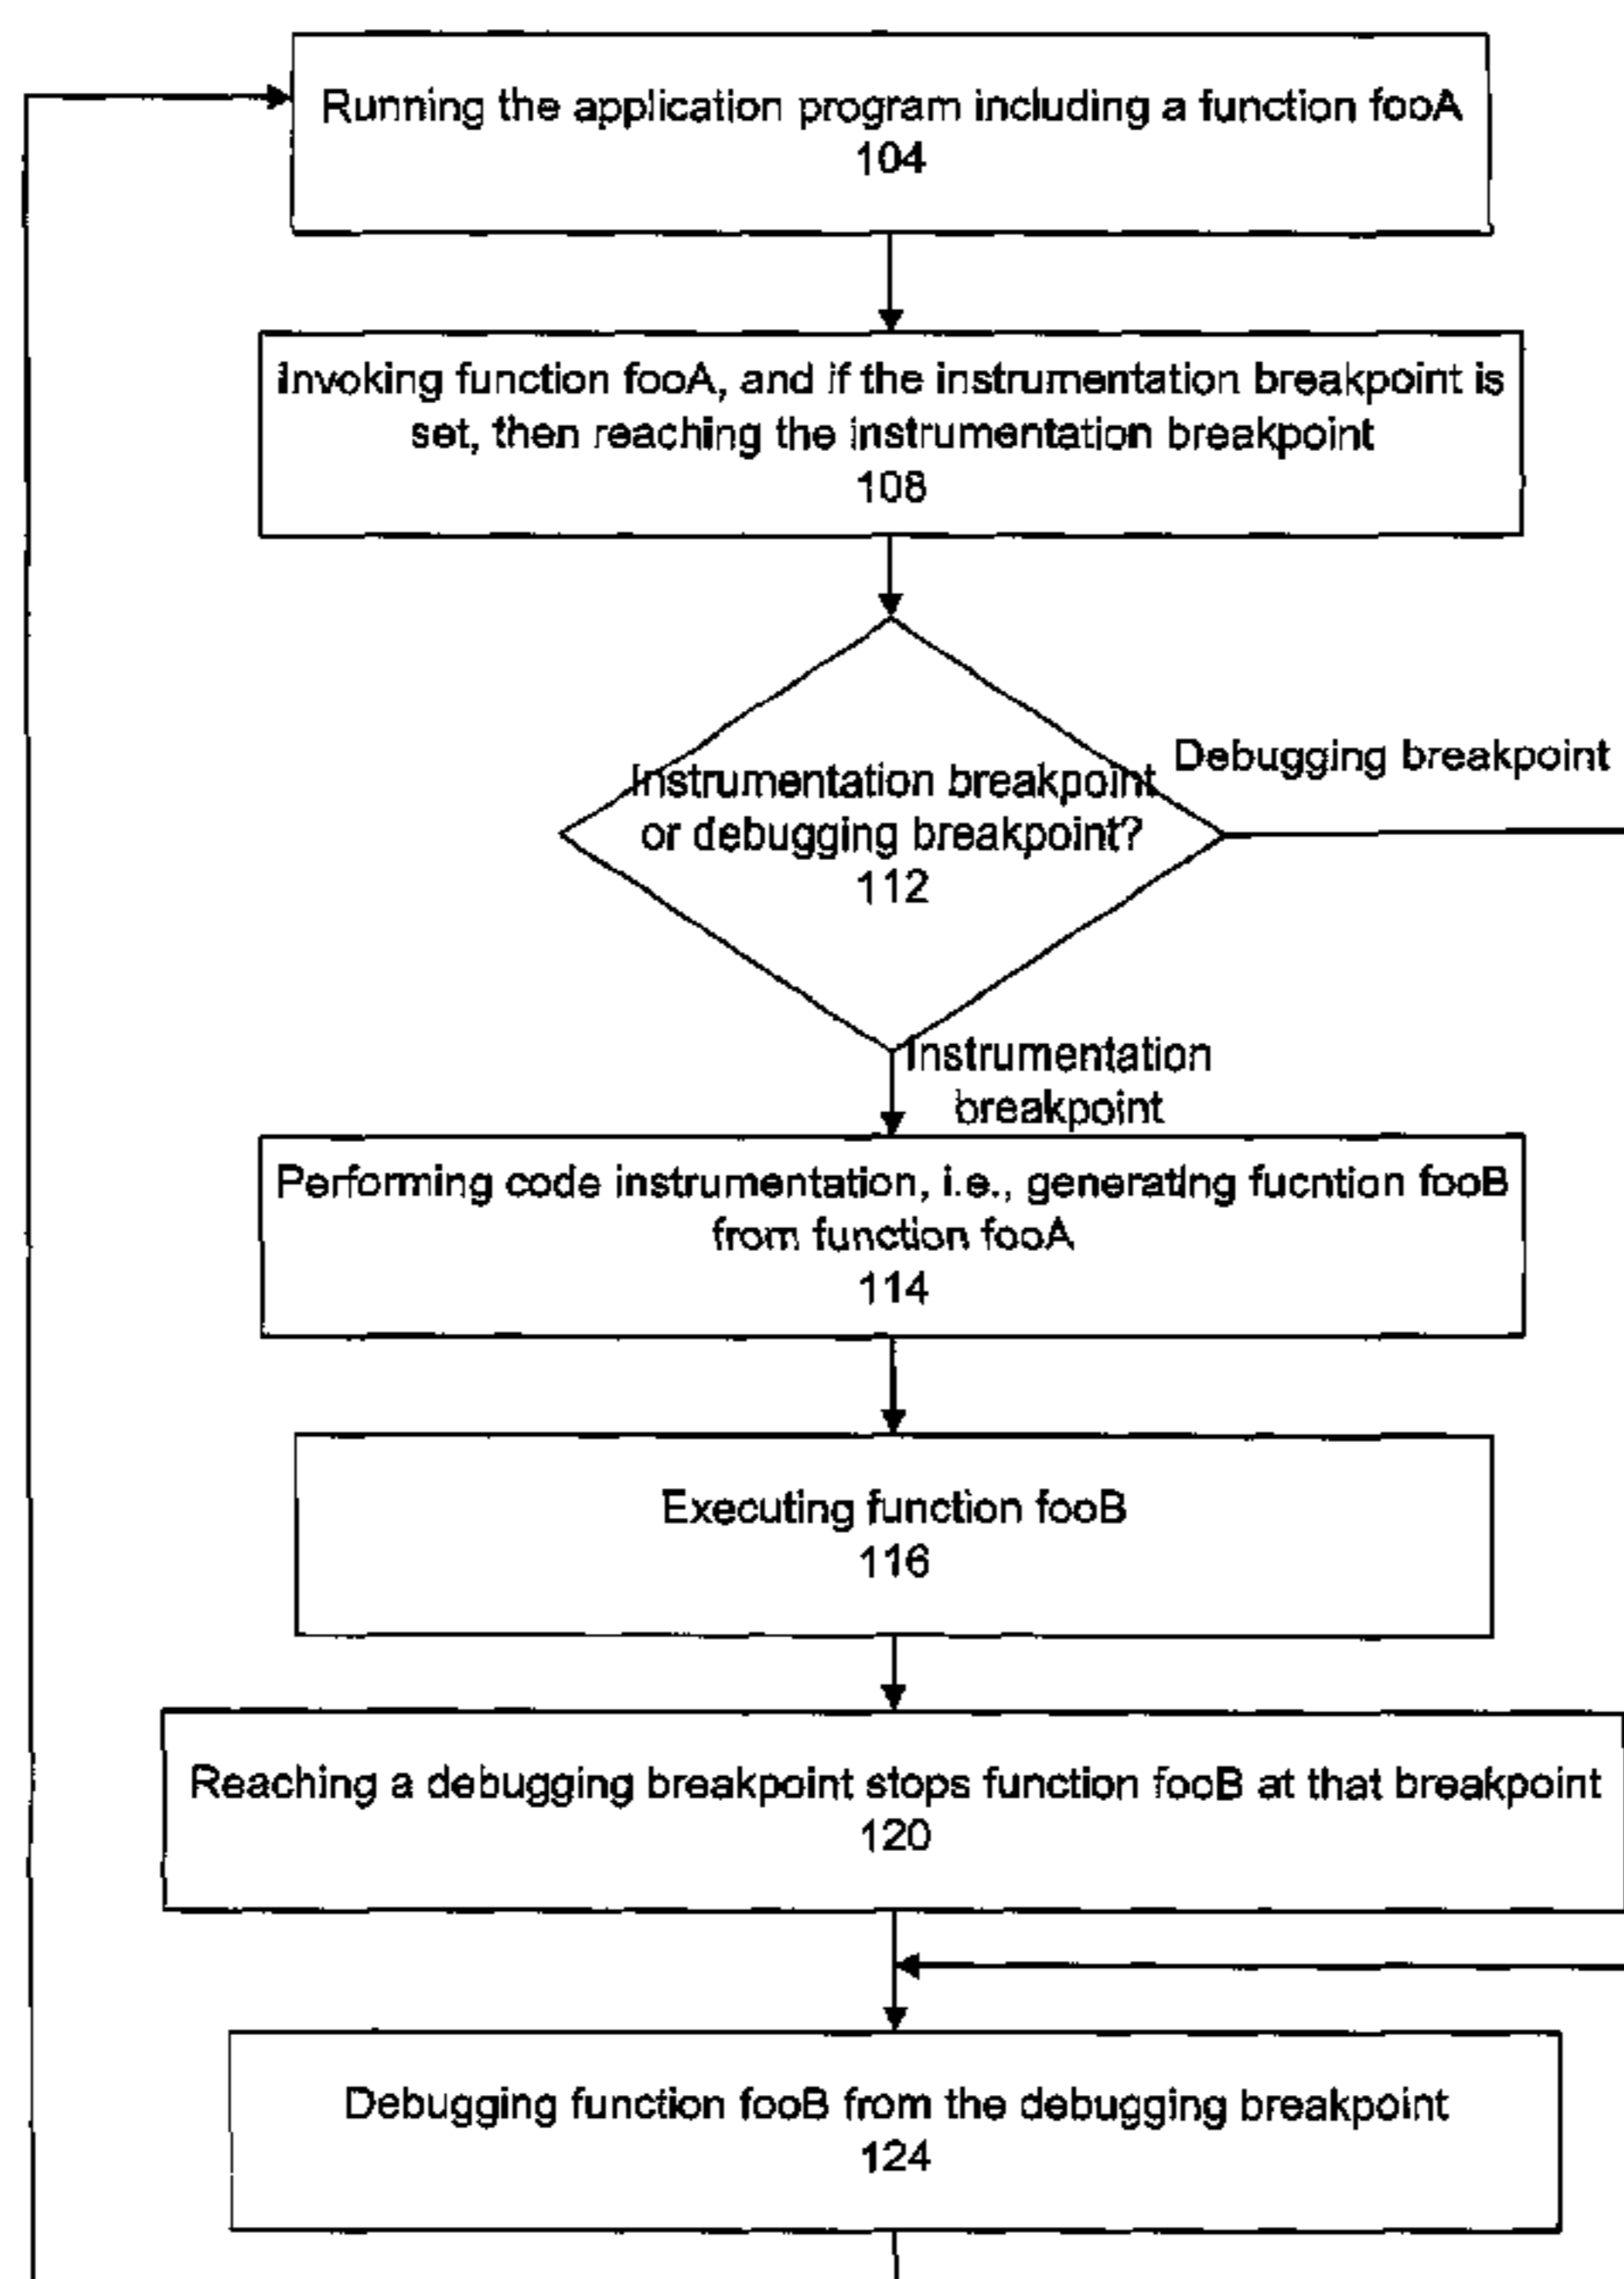 Running the application program including a function fooA
104
Invoking function fooA, and if the instrumentation breakpoint is
set, then reaching the instrumentation breakpoint
108
Instrumentation breakpoint
or debugging breakpoint?
112
Debugging breakpoint
Instrumentation
breakpoint
Performing code instrumentation, i.e., generating fucntion fooB
from function fooA
114
Executing function fooB
116
Reaching a debugging breakpoint stops function fooB at that breakpoint
120
Debugging function fooB from the debugging breakpoint
124